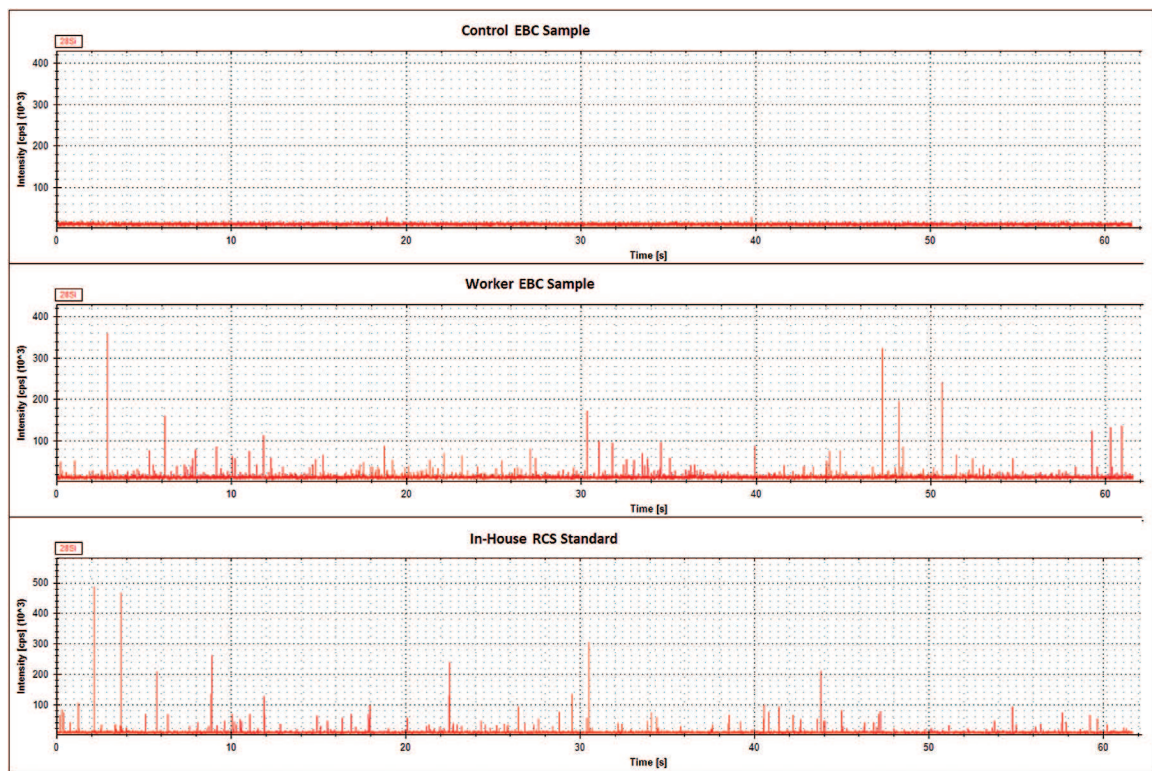 Control EBC Sample
28Si
Intensity [cps] (10^3)
400
300
200
100
0 10 20 30 40 50 60
Time [s]
Worker EBC Sample
28Si
Intensity [cps] (10^3)
400
300
200
100
0 10 20 30 40 50 60
Time [s]
In-House RCS Standard
28Si
Intensity [cps] (10^3)
500
400
300
200
100
0 10 20 30 40 50 60
Time [s]